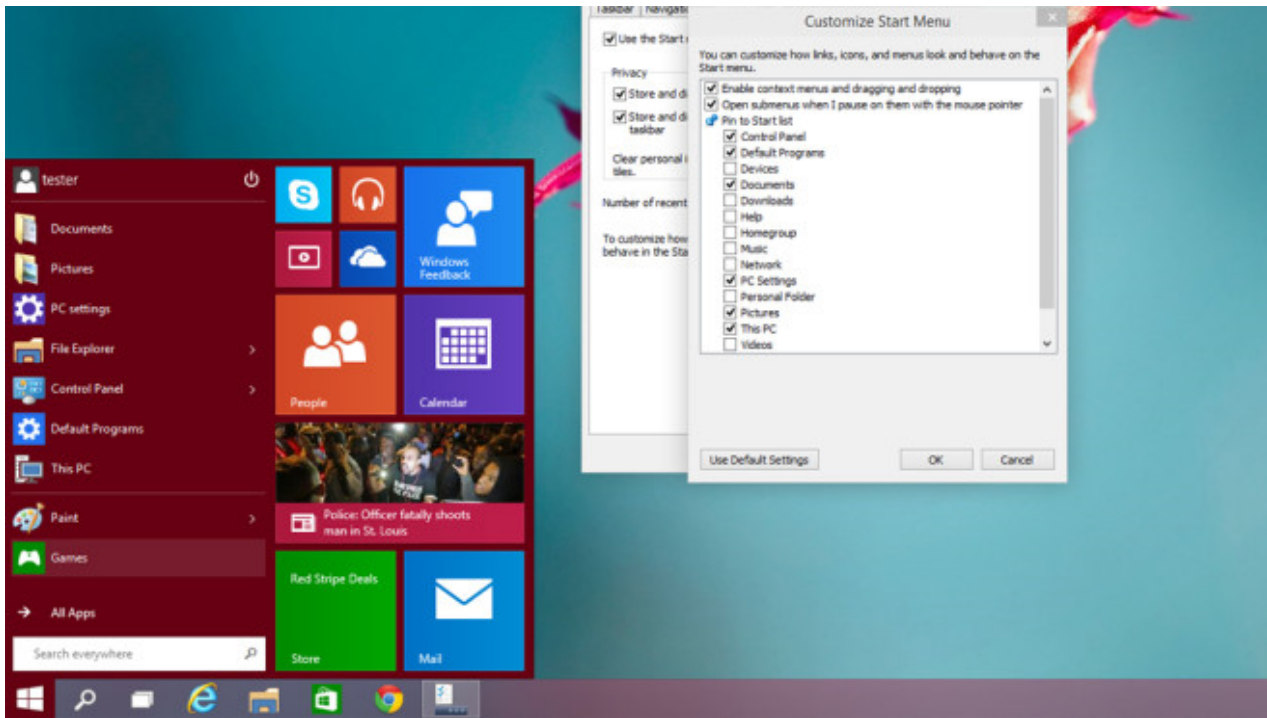 tester
Documents
Pictures
PC settings
File Explorer
Control Panel
Default Programs
This PC
Paint
Games
All Apps
Search everywhere
Windows
Feedback
People
Calendar
Police: Officer fatally shoots
man in St. Louis
Red Stripe Deals
Store
Mail
Taskbar
Use the Start
Privacy
Store and
Store and
taskbar
Clear personal
tiles.
Number of recent
To customize how
behave in the
Customize Start Menu
You can customize how links, icons, and menus look and behave on the
Start menu.
Enable context menus and dragging and dropping
Open submenus when I pause on them with the mouse pointer
Pin to Start list
Control Panel
Default Programs
Devices
Documents
Downloads
Help
Homegroup
Music
Network
PC Settings
Personal Folder
Pictures
This PC
Videos
Use Default Settings
OK
Cancel